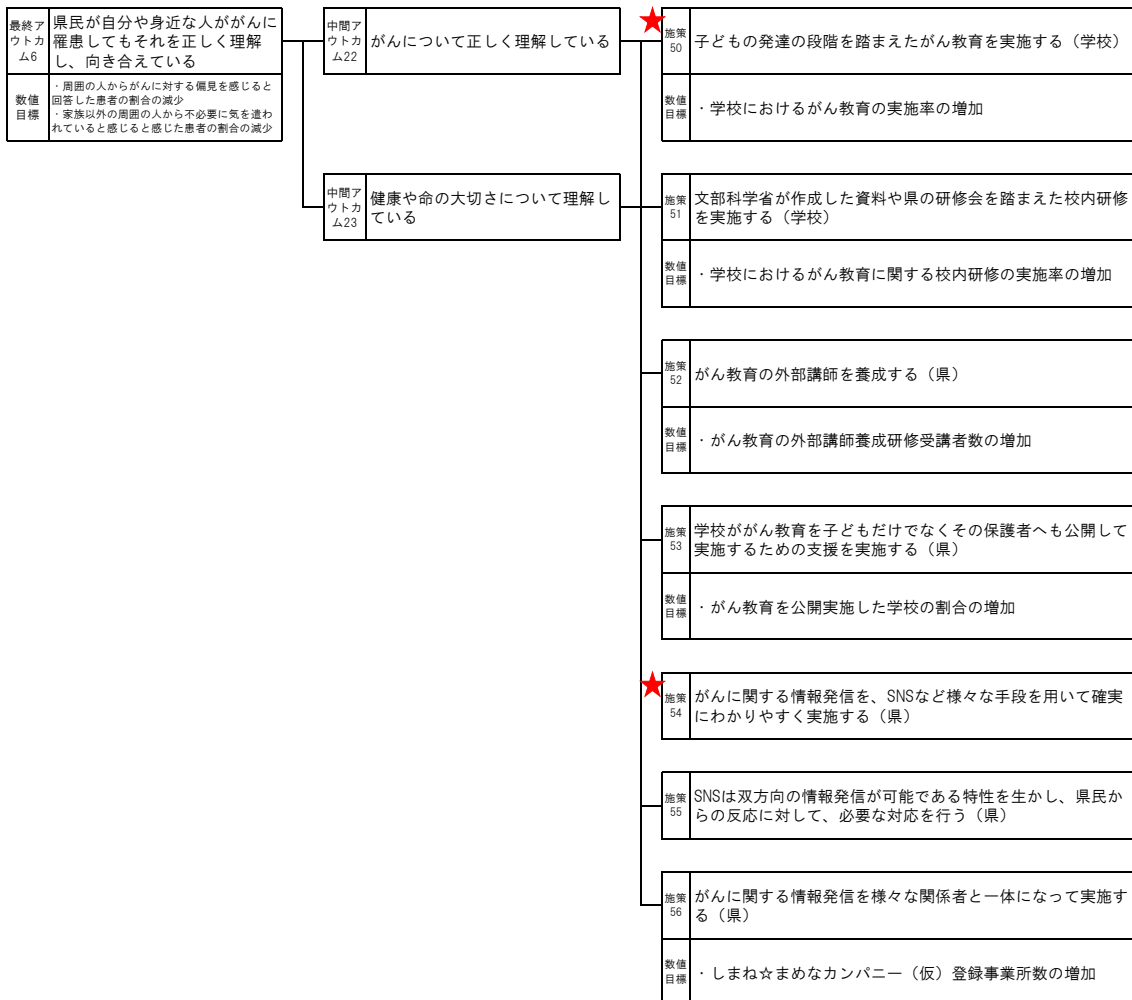 最終アウトカム6
県民が自分や身近な人ががんに
罹患してもそれを正しく理解
し、向き合えている
数値目標
・周囲の人からがんに対する偏見を感じると
回答した患者の割合の減少
・家族以外の周囲の人から不必要に気を遣わ
れていると感じると感じた患者の割合の減少
中間アウトカム22
がんについて正しく理解している
中間アウトカム23
健康や命の大切さについて理解し
ている
施策50
子どもの発達の段階を踏まえたがん教育を実施する（学校）
数値目標
・学校におけるがん教育の実施率の増加
施策51
文部科学省が作成した資料や県の研修会を踏まえた校内研修
を実施する（学校）
数値目標
・学校におけるがん教育に関する校内研修の実施率の増加
施策52
がん教育の外部講師を養成する（県）
数値目標
・がん教育の外部講師養成研修受講者数の増加
施策53
学校ががん教育を子どもだけでなくその保護者へも公開して
実施するための支援を実施する（県）
数値目標
・がん教育を公開実施した学校の割合の増加
施策54
がんに関する情報発信を、SNSなど様々な手段を用いて確実
にわかりやすく実施する（県）
施策55
SNSは双方向の情報発信が可能である特性を生かし、県民か
らの反応に対して、必要な対応を行う（県）
施策56
がんに関する情報発信を様々な関係者と一体になって実施す
る（県）
数値目標
・しまね☆まめなカンパニー（仮）登録事業所数の増加